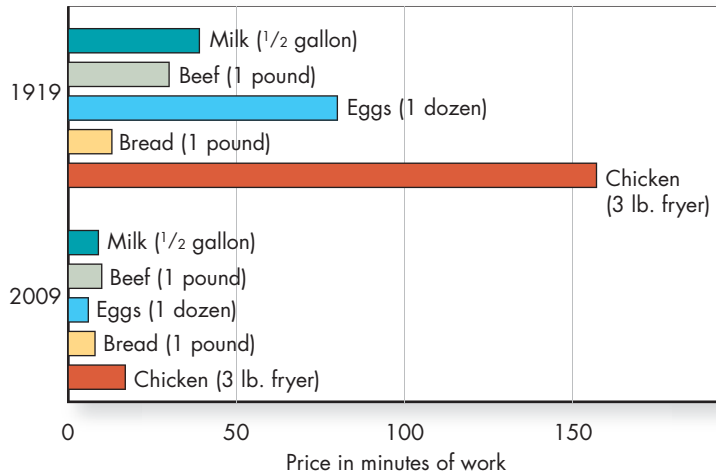 Milk (1/2 gallon)
Beef (1 pound)
1919
Eggs (1 dozen)
Bread (1 pound)
Chicken
(3 lb. fryer)
Milk (1/2 gallon)
Beef (1 pound)
2009
Eggs (1 dozen)
Bread (1 pound)
Chicken (3 lb. fryer)
0 50 100 150
Price in minutes of work